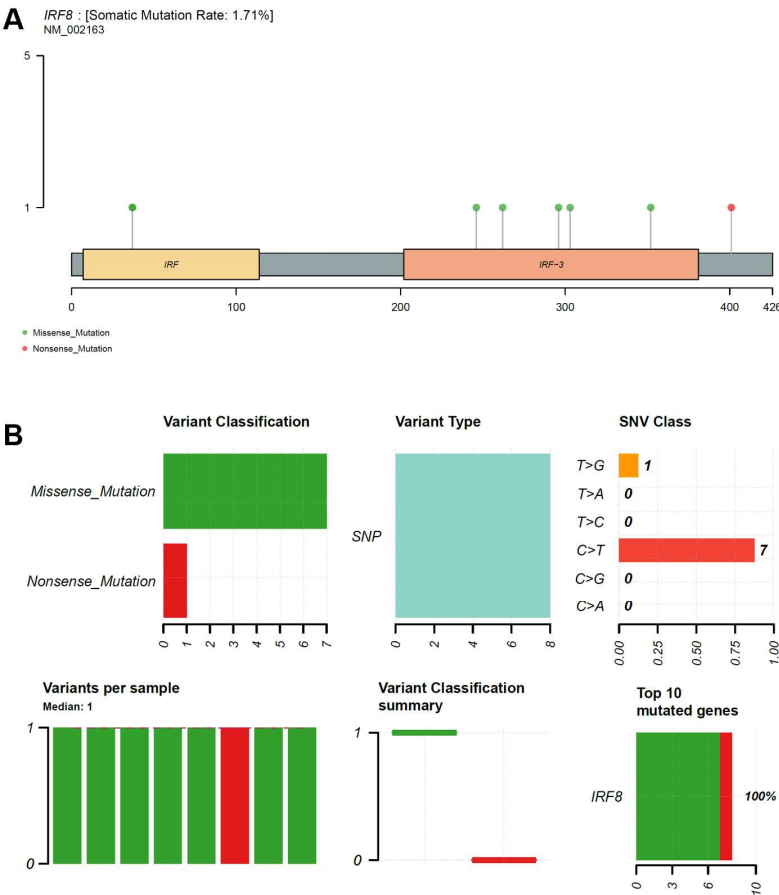 A
IRF8 : [Somatic Mutation Rate: 1.71%]
NM_002163
5
1
IRF
IRF−3
0 100 200 300 400 426
Missense_Mutation
Nonsense_Mutation
B
Variant Classification
Missense_Mutation
Nonsense_Mutation
0 1 2 3 4 5 6 7
Variant Type
SNP
0 2 4 6 8
SNV Class
T>G 1
T>A 0
T>C 0
C>T 7
C>G 0
C>A 0
0.00 0.25 0.75 1.00
Variants per sample
Median: 1
1
0
Variant Classification
summary
1
0
Top 10
mutated genes
IRF8 100%
0 3 6 10